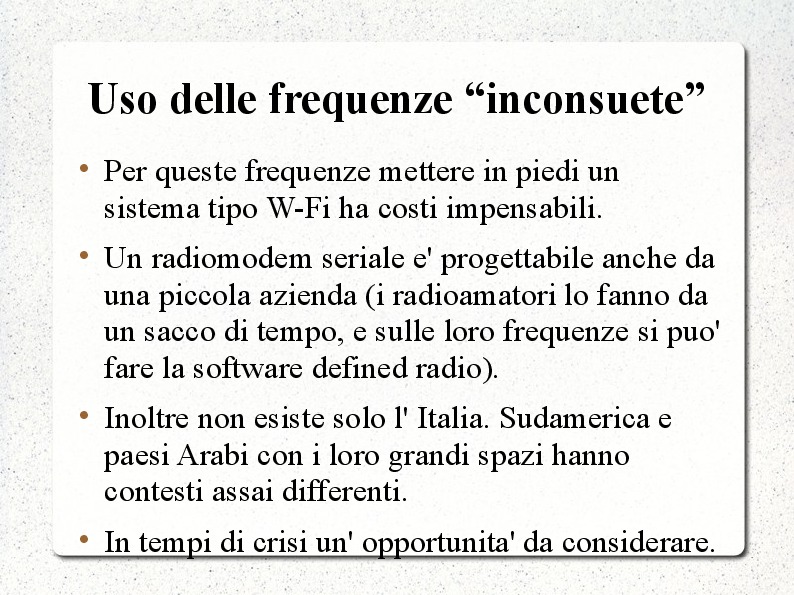 Uso delle frequenze “inconsuete”
Per queste frequenze mettere in piedi un
sistema tipo W-Fi ha costi impensabili.
Un radiomodem seriale e' progettabile anche da
una piccola azienda (i radioamatori lo fanno da
un sacco di tempo, e sulle loro frequenze si puo'
fare la software defined radio).
Inoltre non esiste solo l' Italia. Sudamerica e
paesi Arabi con i loro grandi spazi hanno
contesti assai differenti.
In tempi di crisi un' opportunita' da considerare.